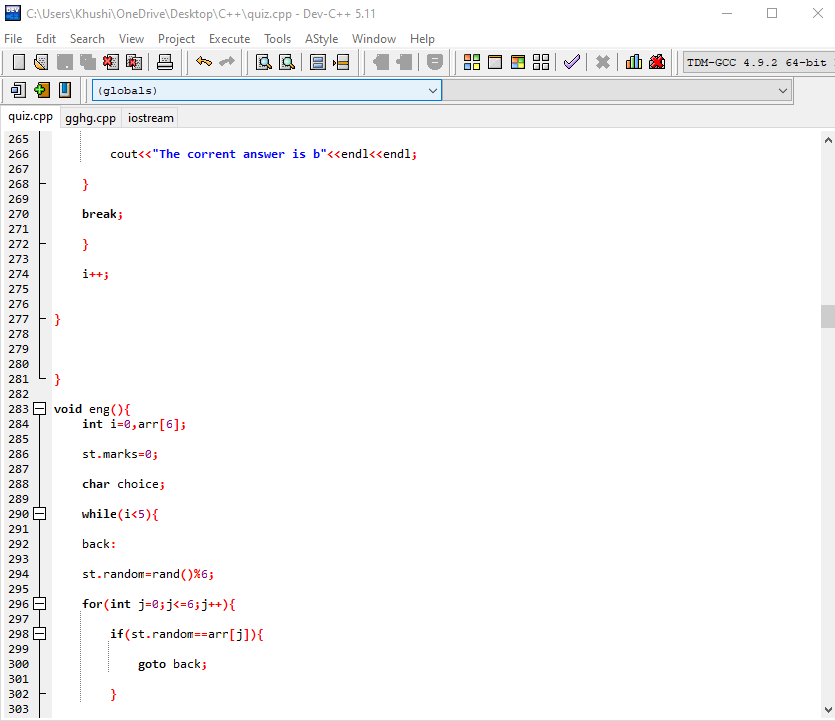 C:\Users\Khushi\OneDrive\Desktop\C++\quiz.cpp - Dev-C++ 5.11
File Edit Search View Project Execute Tools AStyle Window Help
TDM-GCC 4.9.2 64-bit
(globals)
quiz.cpp gghg.cpp iostream
265
266 cout<<"The corrent answer is b"<<endl<<endl;
267
268 }
269
270 break;
271
272 }
273
274 i++;
275
276
277 }
278
279
280
281 }
282
283 void eng(){
284 int i=0,arr[6];
285
286 st.marks=0;
287
288 char choice;
289
290 while(i<5){
291
292 back:
293
294 st.random=rand()%6;
295
296 for(int j=0;j<=6;j++){
297
298 if(st.random==arr[j]){
299
300 goto back;
301
302 }
303